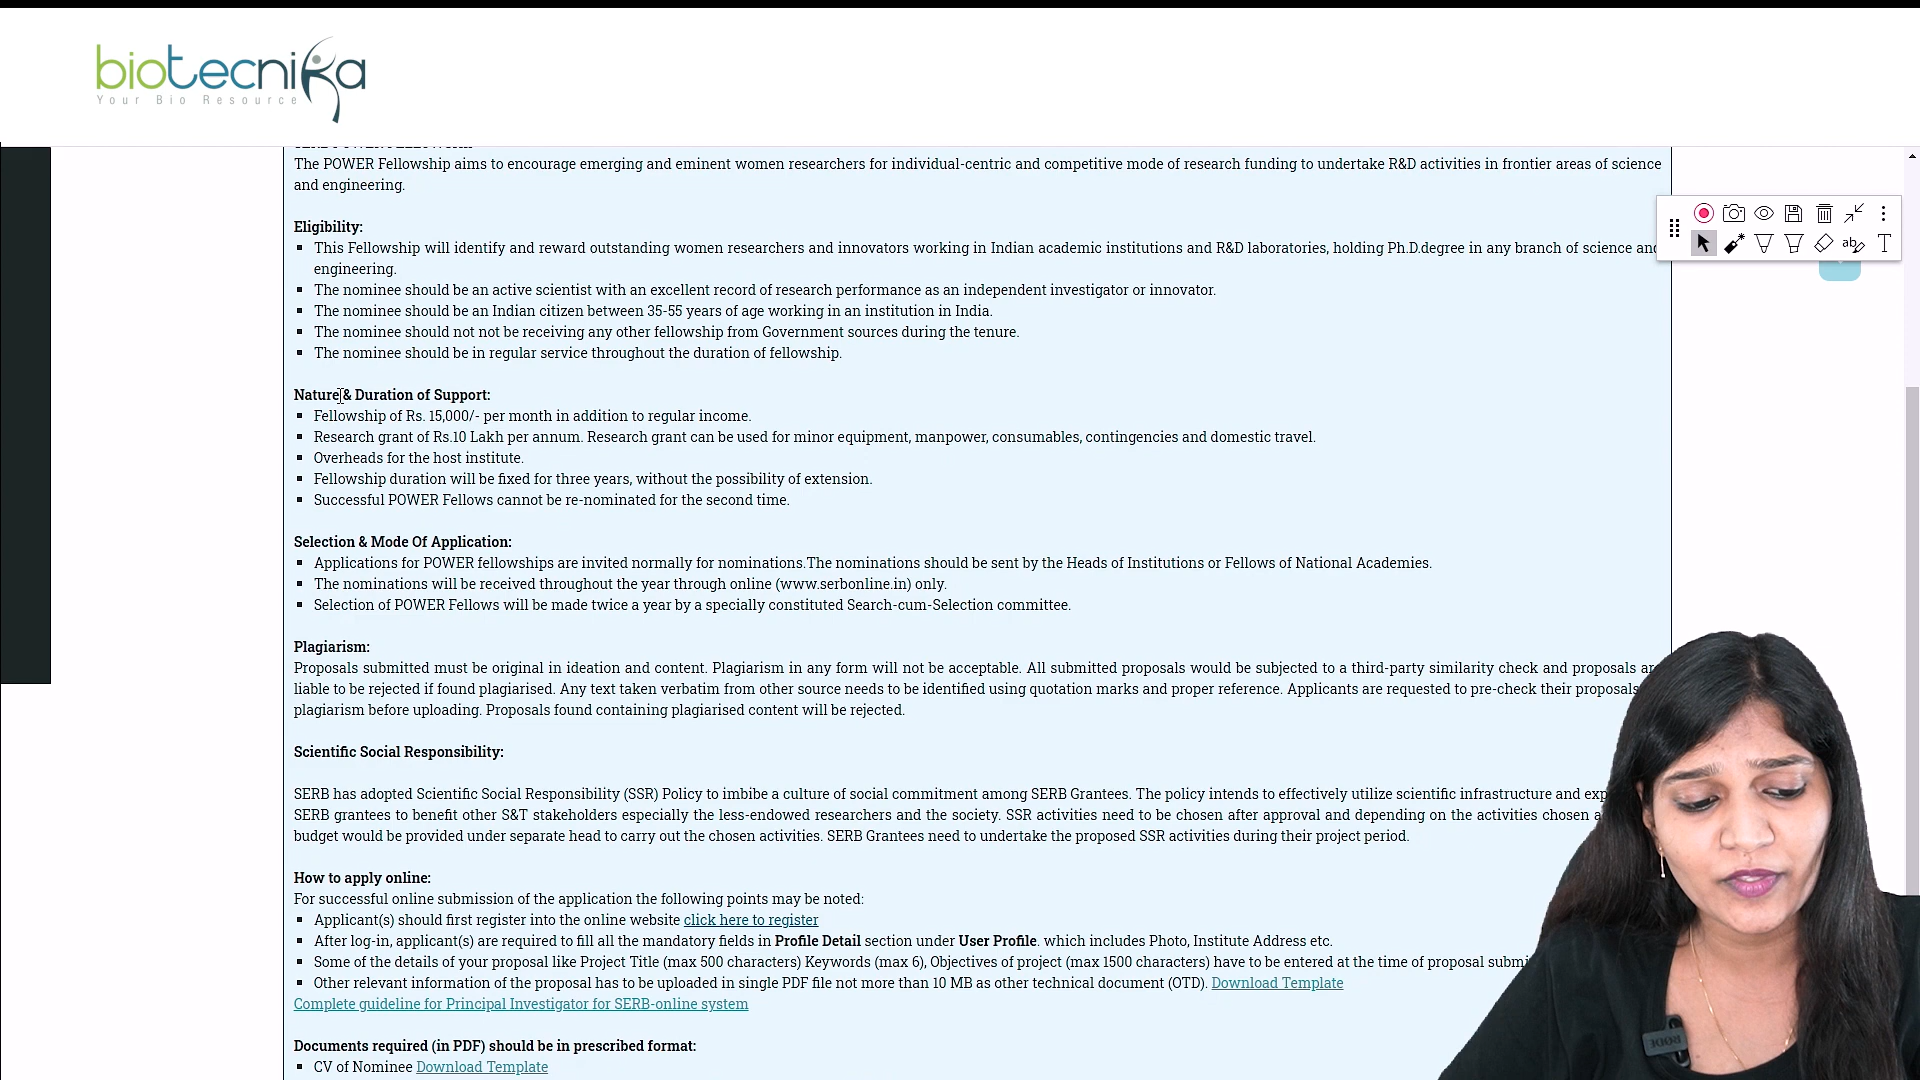 biotecnika
Your Bio Resource
The POWER Fellowship aims to encourage emerging and eminent women researchers for individual-centric and competitive mode of research funding to undertake R&D activities in frontier areas of science
and engineering.
Eligibility:
▪ This Fellowship will identify and reward outstanding women researchers and innovators working in Indian academic institutions and R&D laboratories, holding Ph.D.degree in any branch of science and
engineering.
▪ The nominee should be an active scientist with an excellent record of research performance as an independent investigator or innovator.
▪ The nominee should be an Indian citizen between 35-55 years of age working in an institution in India.
▪ The nominee should not not be receiving any other fellowship from Government sources during the tenure.
▪ The nominee should be in regular service throughout the duration of fellowship.
Nature & Duration of Support:
▪ Fellowship of Rs. 15,000/- per month in addition to regular income.
▪ Research grant of Rs.10 Lakh per annum. Research grant can be used for minor equipment, manpower, consumables, contingencies and domestic travel.
▪ Overheads for the host institute.
▪ Fellowship duration will be fixed for three years, without the possibility of extension.
▪ Successful POWER Fellows cannot be re-nominated for the second time.
Selection & Mode Of Application:
▪ Applications for POWER fellowships are invited normally for nominations.The nominations should be sent by the Heads of Institutions or Fellows of National Academies.
▪ The nominations will be received throughout the year through online (www.serbonline.in) only.
▪ Selection of POWER Fellows will be made twice a year by a specially constituted Search-cum-Selection committee.
Plagiarism:
Proposals submitted must be original in ideation and content. Plagiarism in any form will not be acceptable. All submitted proposals would be subjected to a third-party similarity check and proposals
liable to be rejected if found plagiarised. Any text taken verbatim from other source needs to be identified using quotation marks and proper reference. Applicants are requested to pre-check their proposals
plagiarism before uploading. Proposals found containing plagiarised content will be rejected.
Scientific Social Responsibility:
SERB has adopted Scientific Social Responsibility (SSR) Policy to imbibe a culture of social commitment among SERB Grantees. The policy intends to effectively utilize scientific infrastructure and
SERB grantees to benefit other S&T stakeholders especially the less-endowed researchers and the society. SSR activities need to be chosen after approval and depending on the activities chosen
budget would be provided under separate head to carry out the chosen activities. SERB Grantees need to undertake the proposed SSR activities during their project period.
How to apply online:
For successful online submission of the application the following points may be noted:
▪ Applicant(s) should first register into the online website click here to register
▪ After log-in, applicant(s) are required to fill all the mandatory fields in Profile Detail section under User Profile. which includes Photo, Institute Address etc.
▪ Some of the details of your proposal like Project Title (max 500 characters) Keywords (max 6), Objectives of project (max 1500 characters) have to be entered at the time of proposal
▪ Other relevant information of the proposal has to be uploaded in single PDF file not more than 10 MB as other technical document (OTD). Download Template
Complete guideline for Principal Investigator for SERB-online system
Documents required (in PDF) should be in prescribed format:
▪ CV of Nominee Download Template